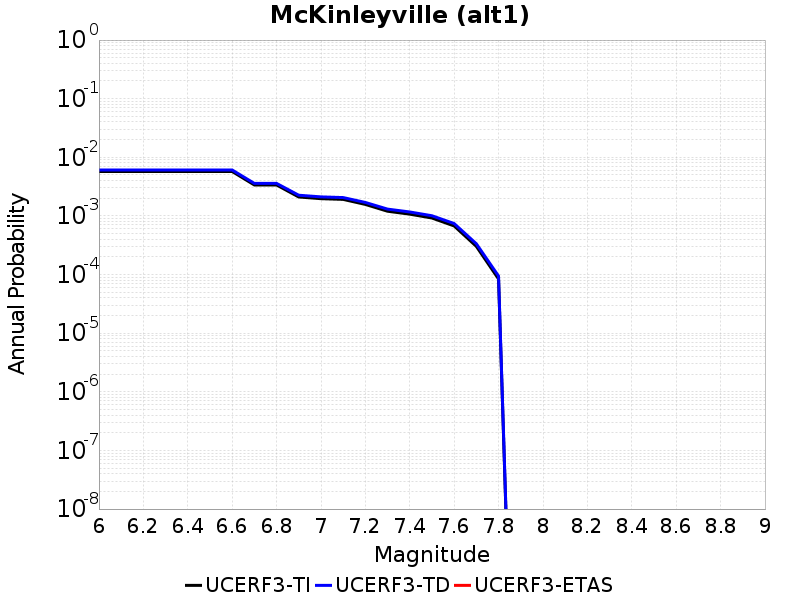 McKinleyville (alt1)
10^0
10^-1
10^-2
10^-3
10^-4
10^-5
10^-6
10^-7
10^-8
Annual Probability
6 6.2 6.4 6.6 6.8 7 7.2 7.4 7.6 7.8 8 8.2 8.4 8.6 8.8 9
Magnitude
UCERF3-TI UCERF3-TD UCERF3-ETAS